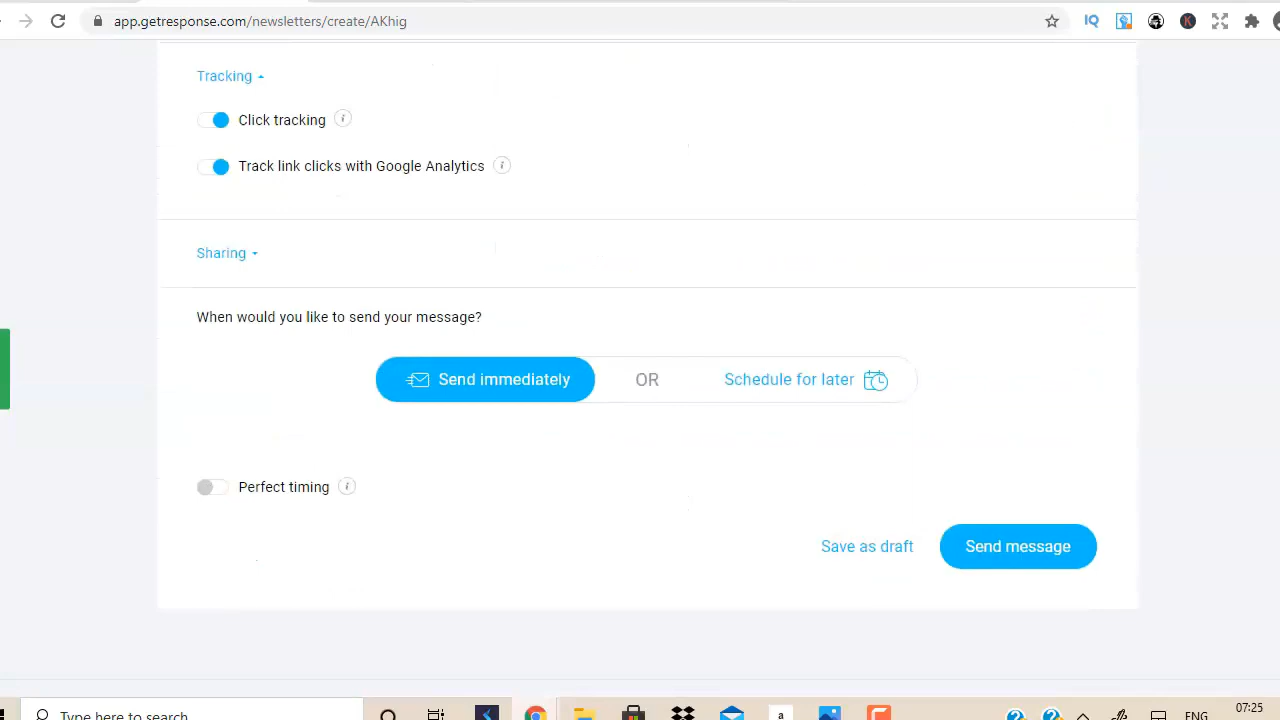 app.getresponse.com/newsletters/create/AKhig
IQ
K
Tracking
Click tracking
i
Track link clicks with Google Analytics
i
Sharing
When would you like to send your message?
Send immediately
OR
Schedule for later
Perfect timing
i
Save as draft
Send message
07:25
Type here to search
a
ENG